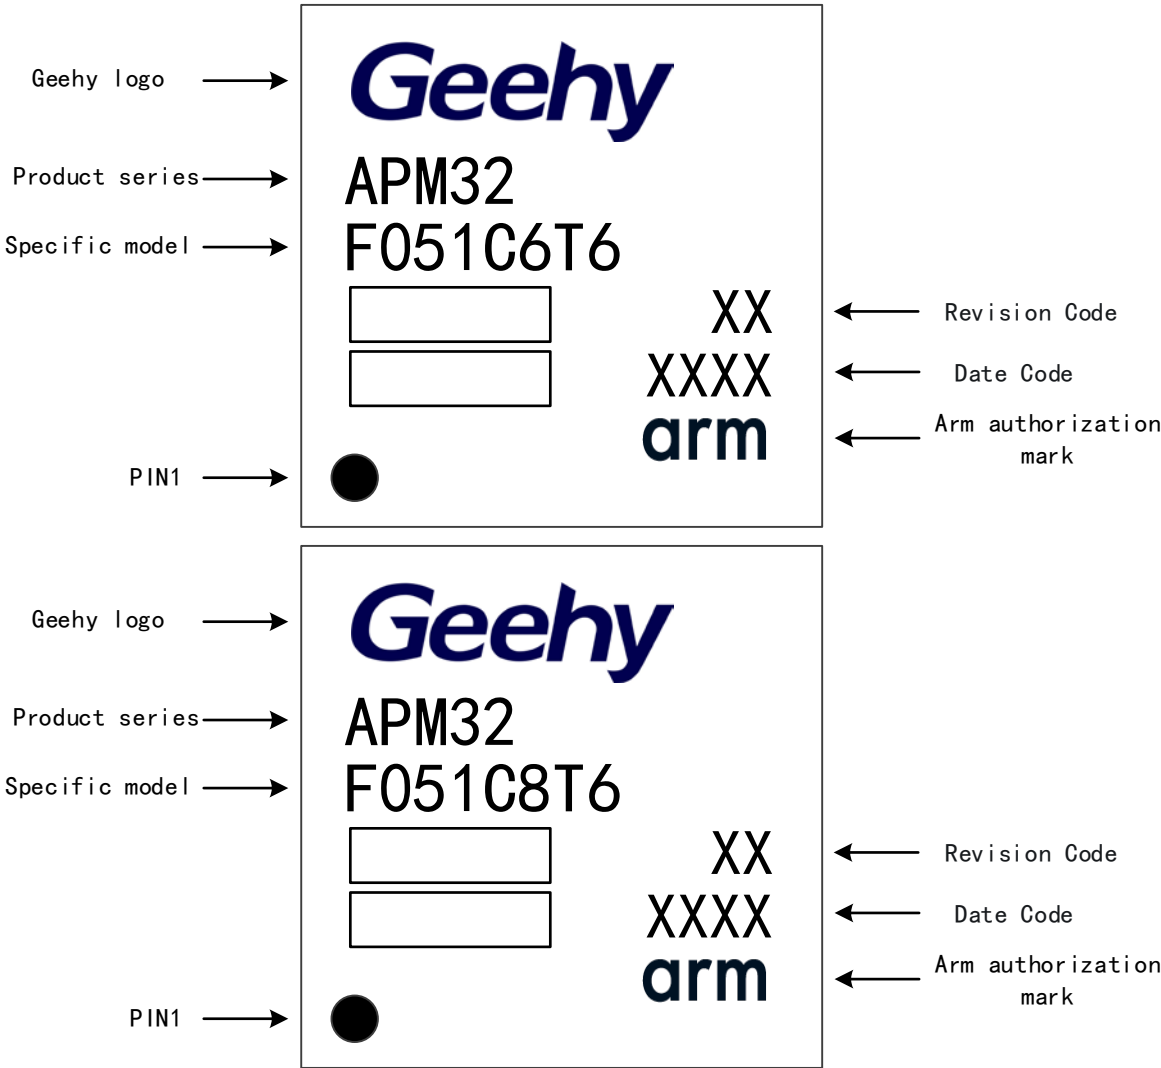 Geehy logo
Geehy
Product series
APM32
Specific model
F051C6T6
XX
Revision Code
XXXX
Date Code
arm
Arm authorization
mark
PIN1
Geehy logo
Geehy
Product series
APM32
Specific model
F051C8T6
XX
Revision Code
XXXX
Date Code
arm
Arm authorization
mark
PIN1